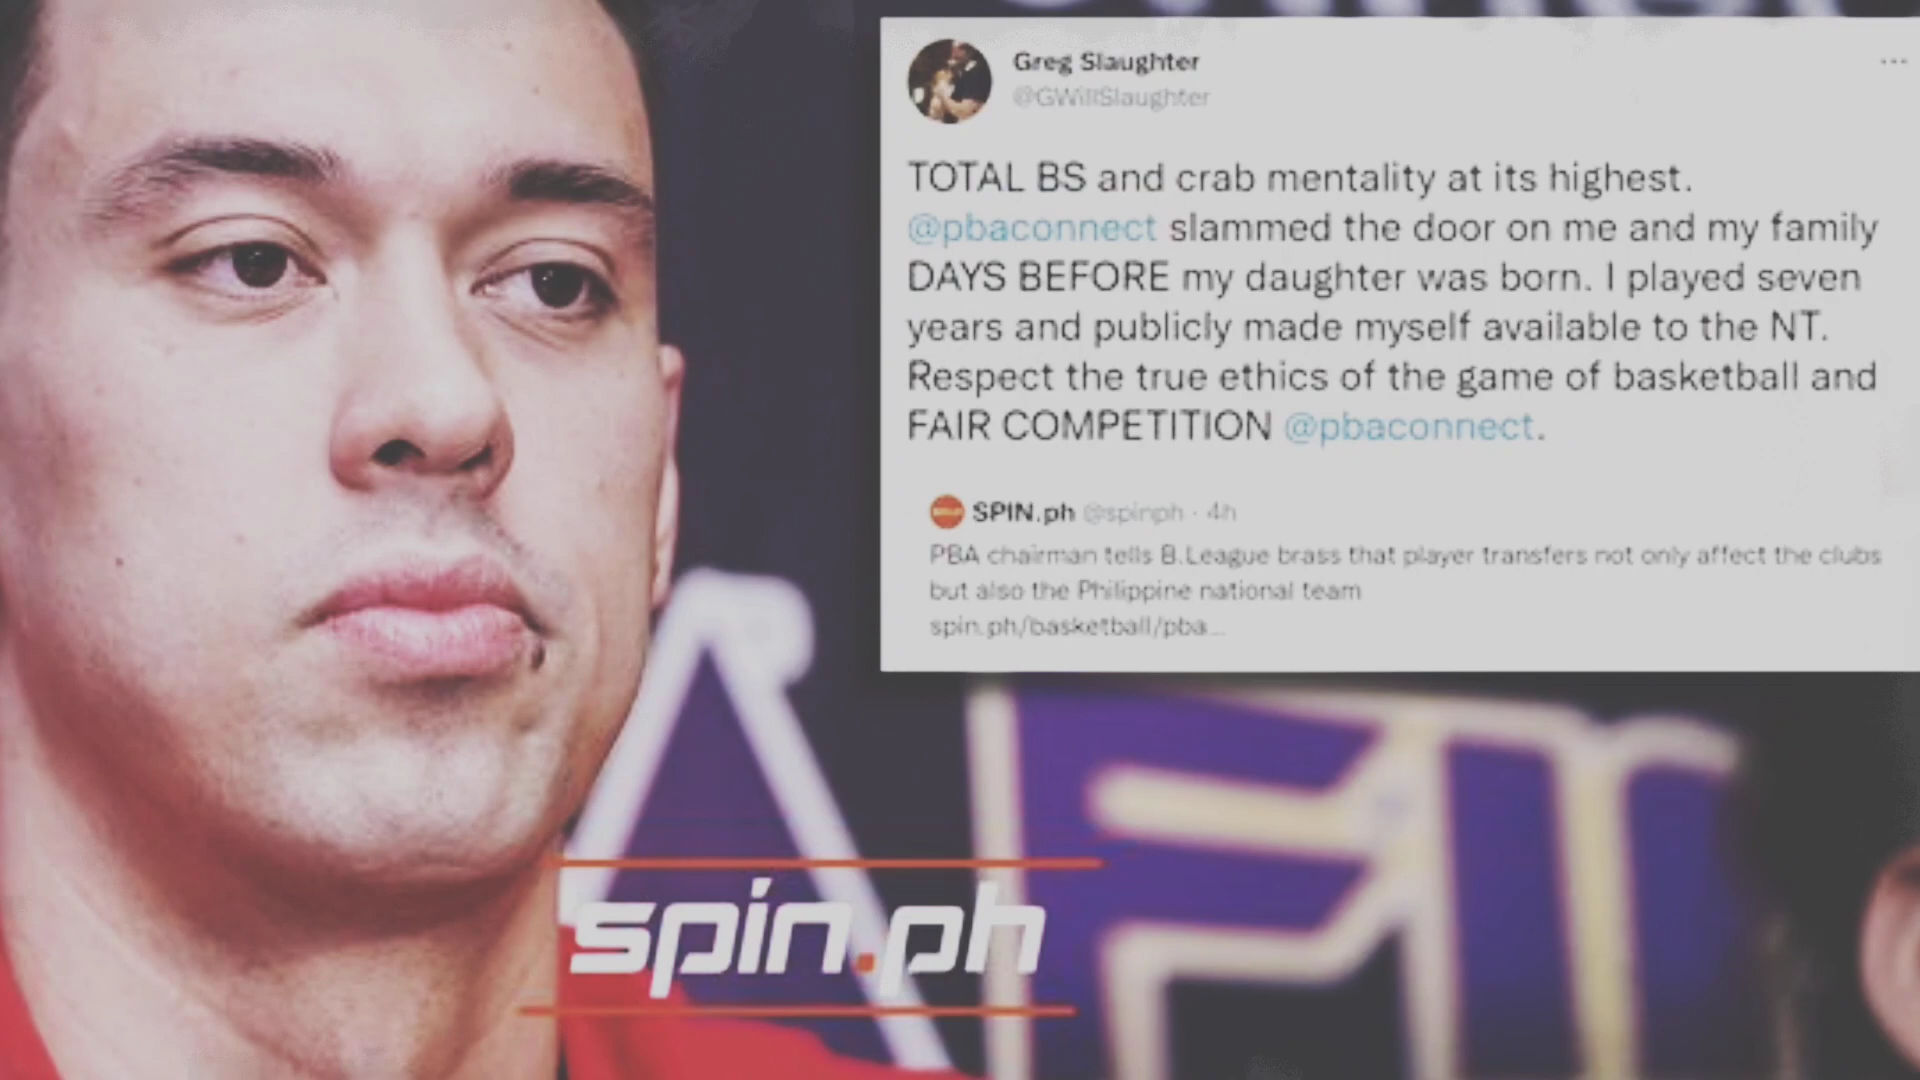 Greg Slaughter
@GWillSlaughter
TOTAL BS and crab mentality at its highest.
@pbaconnect slammed the door on me and my family
DAYS BEFORE my daughter was born. I played seven
years and publicly made myself available to the NT.
Respect the true ethics of the game of basketball and
FAIR COMPETITION @pbaconnect.
SPIN.ph @spinph · 4h
PBA chairman tells B.League brass that player transfers not only affect the clubs
but also the Philippine national team
spin.ph/basketball/pba...
spin.ph